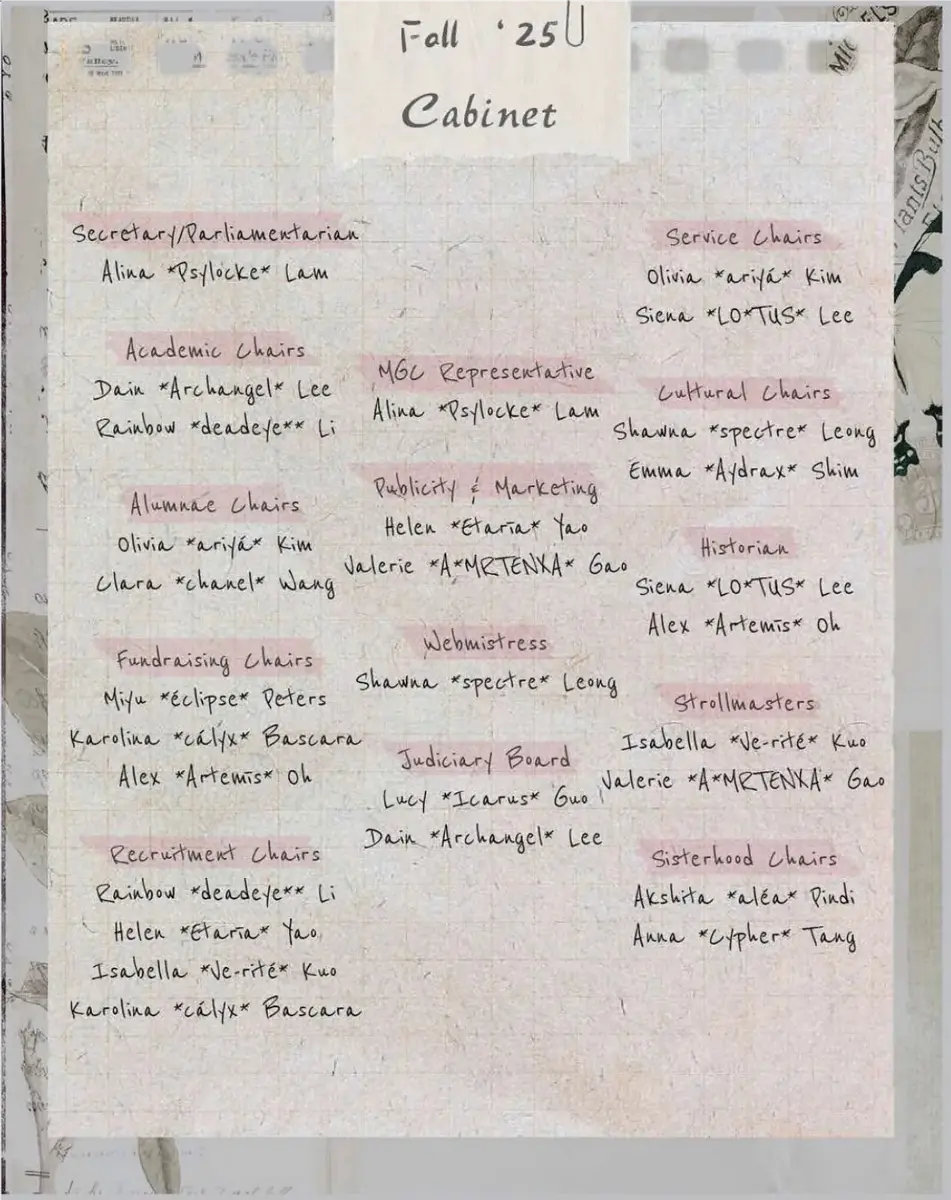 Fall '25
Cabinet
Secretary/Parliamentarian
Alina *Psylocke* Lam
Academic Chairs
Dain *Archangel* Lee
Rainbow *deadeye** Li
Alumnae Chairs
Olivia *ariyá* Kim
Clara *chanel* Wang
Fundraising Chairs
Miyu *éclipse* Peters
Karolina *cályx* Bascara
Alex *Artemīs* Oh
Recruitment Chairs
Rainbow *deadeye** Li
Helen *Etarīa* Yao
Isabella *Ve-rité* Kuo
Karolina *cályx* Bascara
MGC Representative
Alina *Psylocke* Lam
Publicity & Marketing
Helen *Etarīa* Yao
Valerie *A*MRTENXA* Gao
Webmistress
Shawna *spectre* Leong
Judiciary Board
Lucy *Icarus* Guo
Dain *Archangel* Lee
Service Chairs
Olivia *ariyá* Kim
Siena *LO*TUS* Lee
Cultural Chairs
Shawna *spectre* Leong
Emma *Aydrax* Shim
Historian
Siena *LO*TUS* Lee
Alex *Artemīs* Oh
Strollmasters
Isabella *Ve-rité* Kuo
Valerie *A*MRTENXA* Gao
Sisterhood Chairs
Akshita *aléa* Pindi
Anna *Cypher* Tang